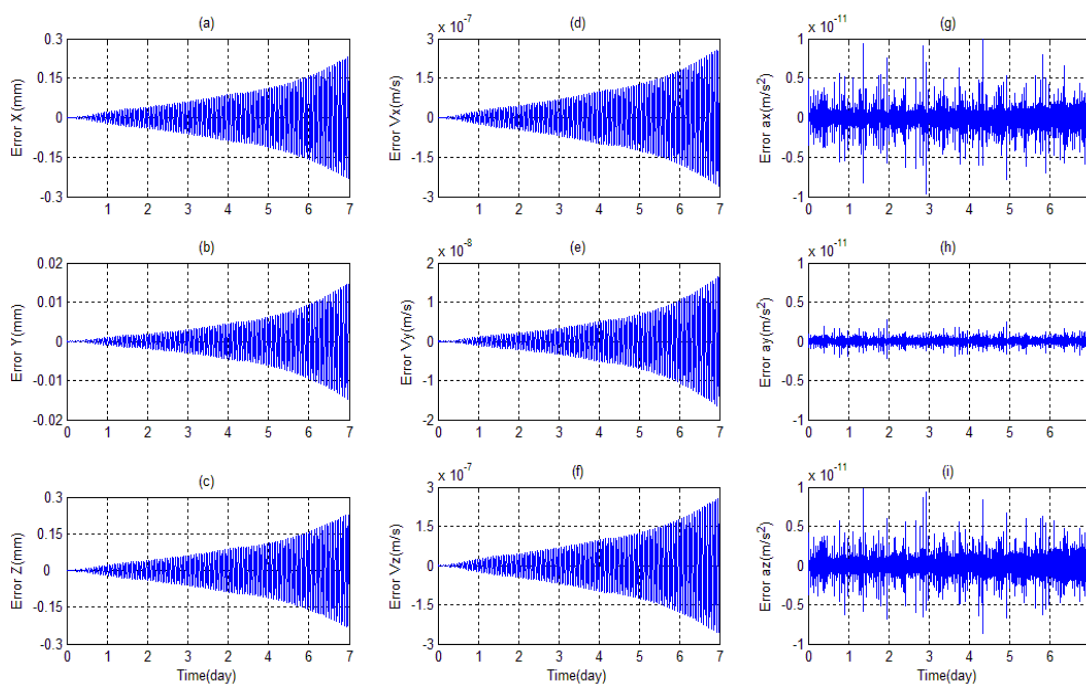 (a)
0.3
0.15
0
-0.15
-0.3
Error X(mm)
1 2 3 4 5 6 7
(d)
x 10^-7
3
1.5
0
-1.5
-3
Error Vx(m/s)
1 2 3 4 5 6 7
(g)
x 10^-11
1
0.5
0
-0.5
-1
Error ax(m/s²)
0 1 2 3 4 5 6
(b)
0.02
0.01
0
-0.01
-0.02
Error Y(mm)
0 1 2 3 4 5 6 7
(e)
x 10^-8
2
1
0
-1
-2
Error Vy(m/s)
0 1 2 3 4 5 6 7
(h)
x 10^-11
1
0.5
0
-0.5
-1
Error ay(m/s²)
0 1 2 3 4 5 6
(c)
0.3
0.15
0
-0.15
-0.3
Error Z(mm)
0 1 2 3 4 5 6 7
Time(day)
(f)
x 10^-7
3
1.5
0
-1.5
-3
Error Vz(m/s)
0 1 2 3 4 5 6 7
Time(day)
(i)
x 10^-11
1
0.5
0
-0.5
-1
Error az(m/s²)
0 1 2 3 4 5 6
Time(day)